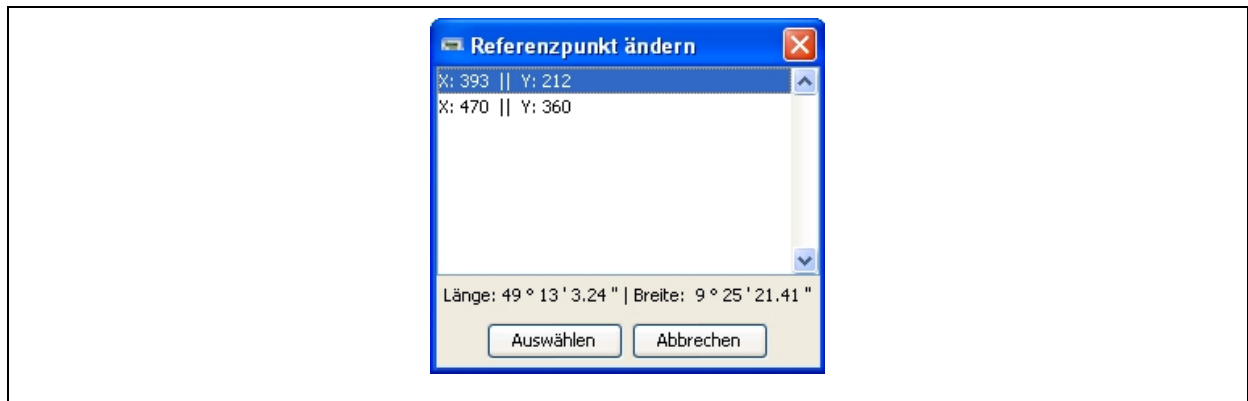 Referenzpunkt ändern
X: 393 || Y: 212
X: 470 || Y: 360
Länge: 49 ° 13 ' 3.24 " | Breite: 9 ° 25 ' 21.41 "
Auswählen Abbrechen